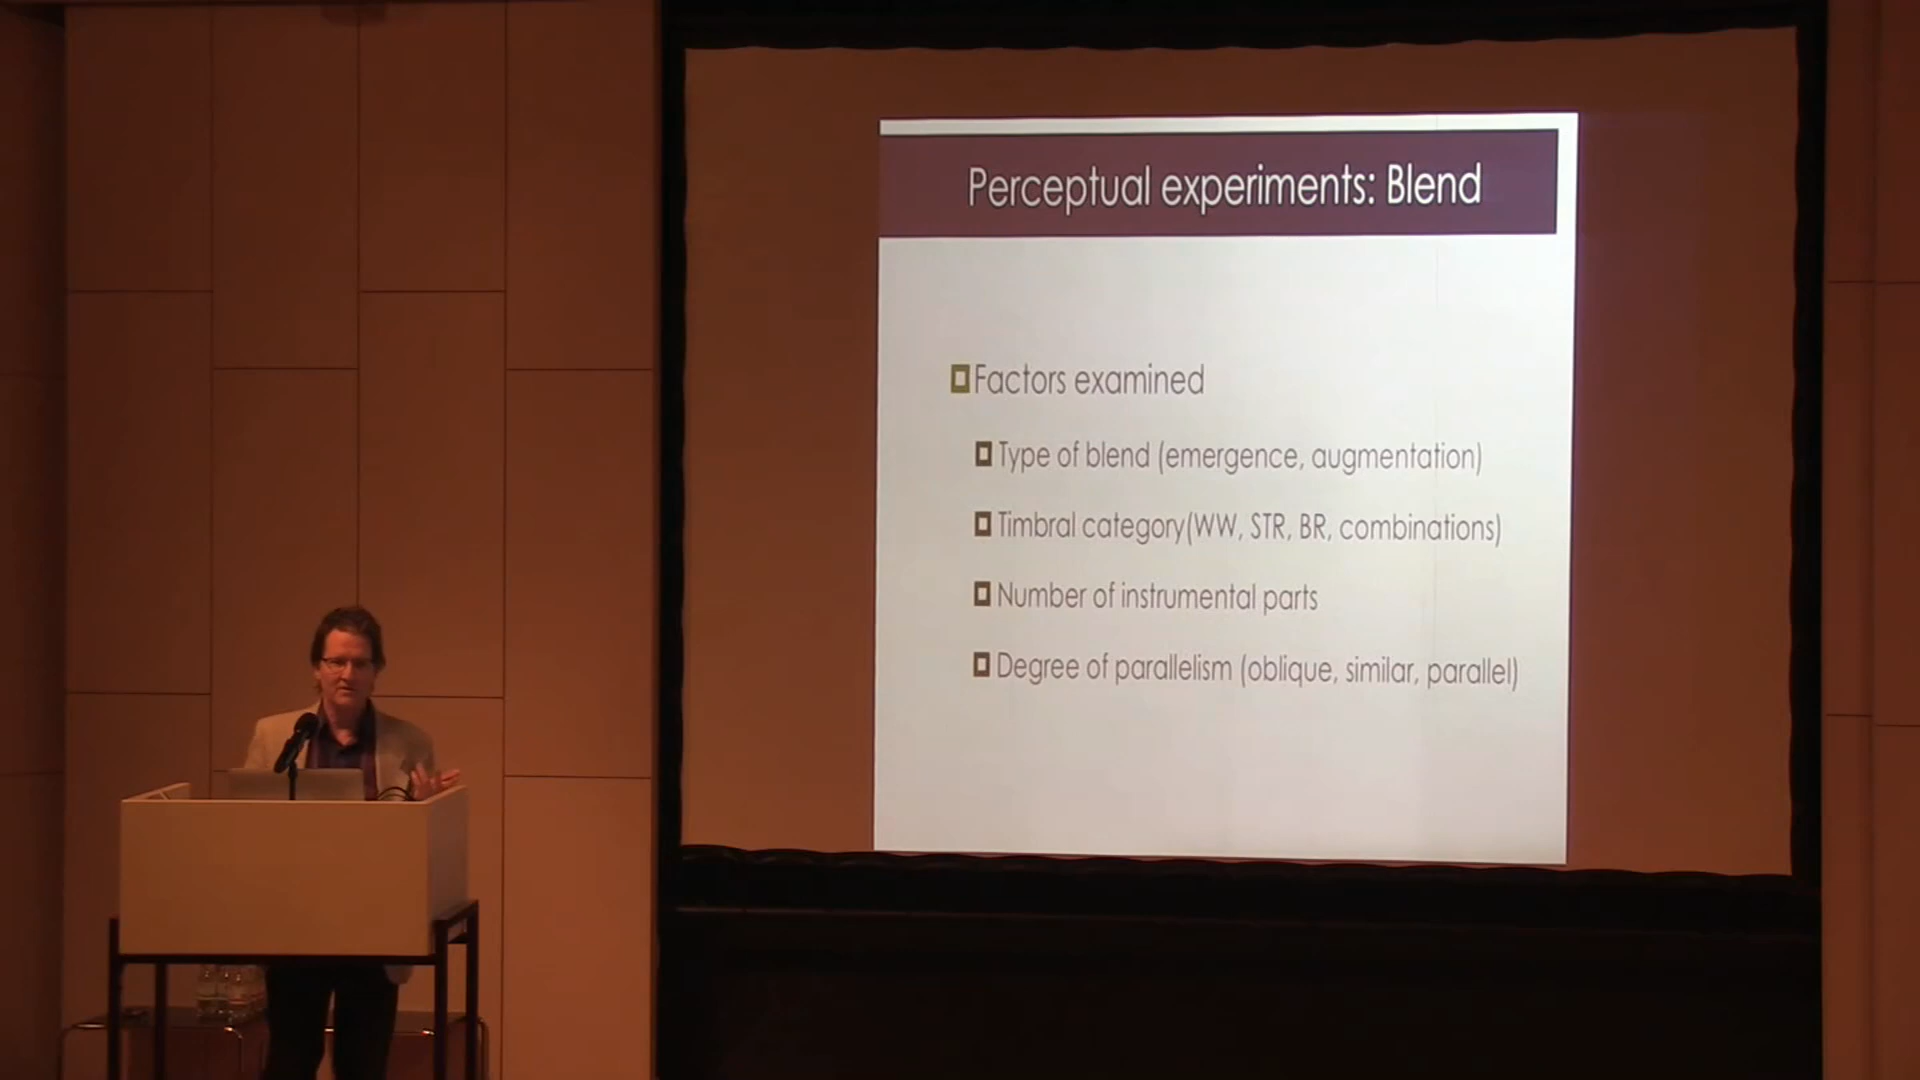 Perceptual experiments: Blend
Factors examined
Type of blend (emergence, augmentation)
Timbral category(WW, STR, BR, combinations)
Number of instrumental parts
Degree of parallelism (oblique, similar, parallel)